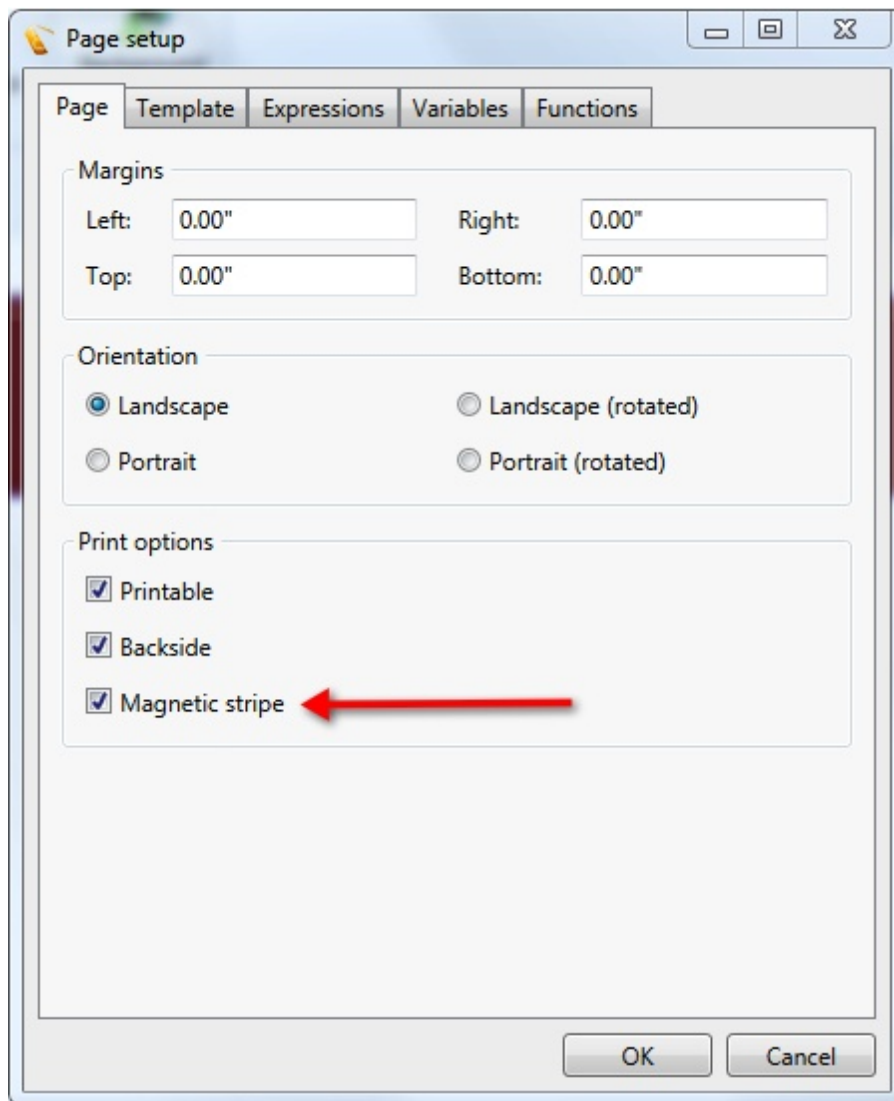 Page setup
Page Template Expressions Variables Functions
Margins
Left: 0.00" Right: 0.00"
Top: 0.00" Bottom: 0.00"
Orientation
Landscape Landscape (rotated)
Portrait Portrait (rotated)
Print options
Printable
Backside
Magnetic stripe
OK Cancel